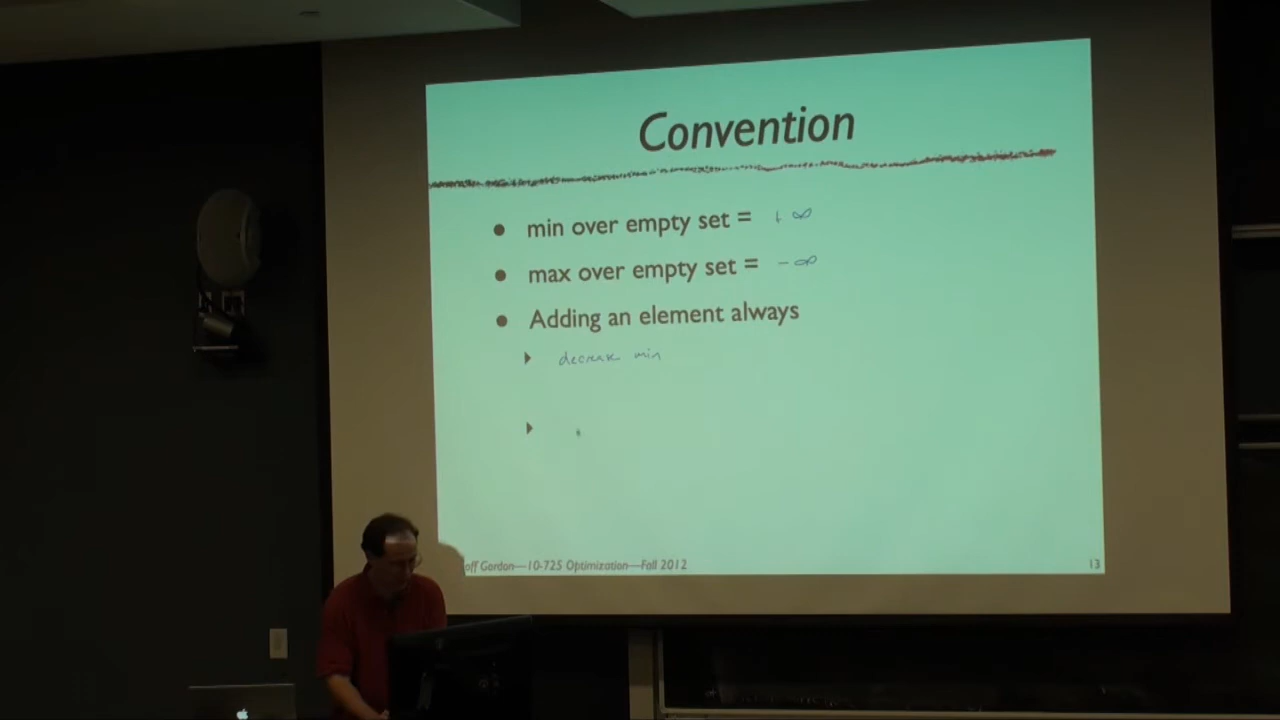 Convention
• min over empty set = +∞
• max over empty set = -∞
• Adding an element always
▸ decrease min
▸
off Gordon—10-725 Optimization—Fall 2012
13